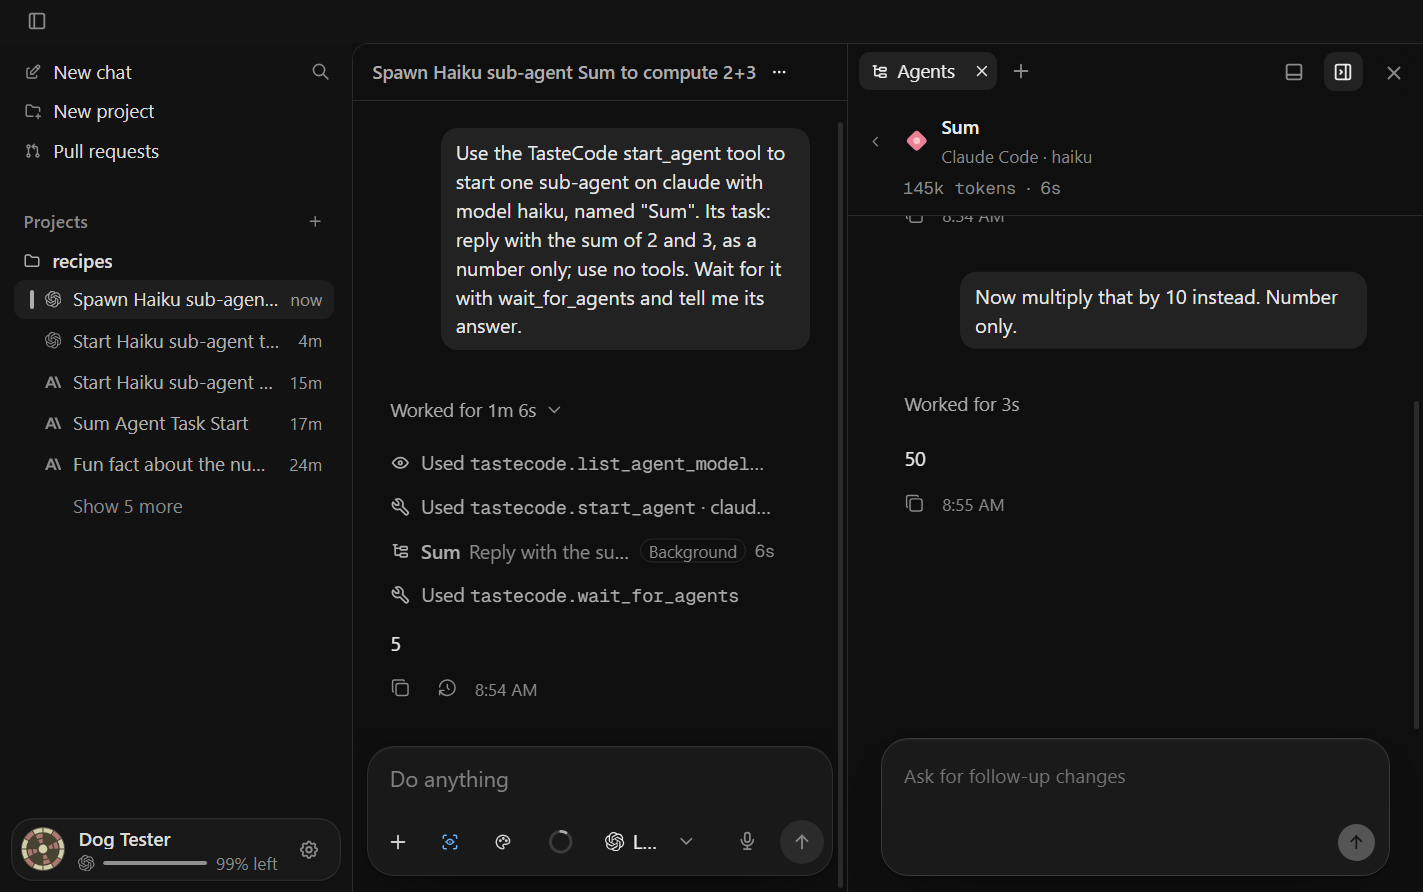 New chat
New project
Pull requests
Projects
recipes
Spawn Haiku sub-agen... now
Start Haiku sub-agent t... 4m
Start Haiku sub-agent ... 15m
Sum Agent Task Start 17m
Fun fact about the nu... 24m
Show 5 more
Dog Tester
99% left
Spawn Haiku sub-agent Sum to compute 2+3 ...
Use the TasteCode start_agent tool to
start one sub-agent on claude with
model haiku, named "Sum". Its task:
reply with the sum of 2 and 3, as a
number only; use no tools. Wait for it
with wait_for_agents and tell me its
answer.
Worked for 1m 6s
Used tastecode.list_agent_model...
Used tastecode.start_agent · claud...
Sum Reply with the su... Background 6s
Used tastecode.wait_for_agents
5
8:54 AM
Do anything
L...
Agents
Sum
Claude Code · haiku
145k tokens · 6s
8:54 AM
Now multiply that by 10 instead. Number
only.
Worked for 3s
50
8:55 AM
Ask for follow-up changes